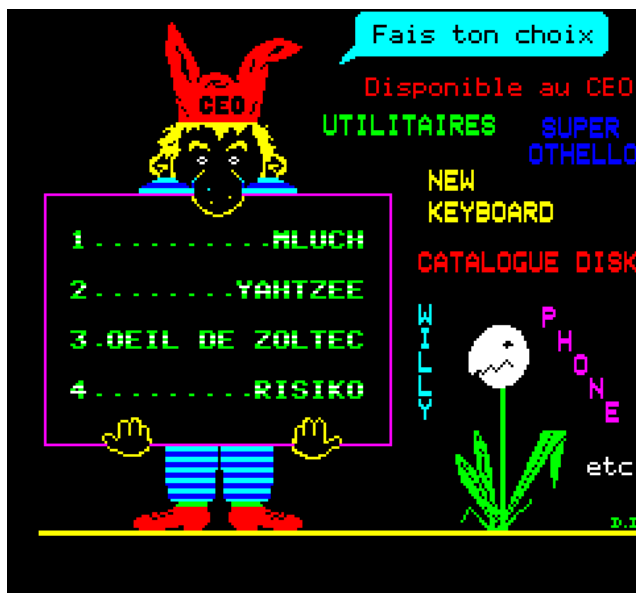 Fais ton choix
CEO
Disponible au CEO
UTILITAIRES
SUPER
OTHELLO
NEW
KEYBOARD
1..........MLUCH
2........YAHTZEE
3.OEIL DE ZOLTEC
4.........RISIKO
CATALOGUE DISK
WILLY
PHONE
etc